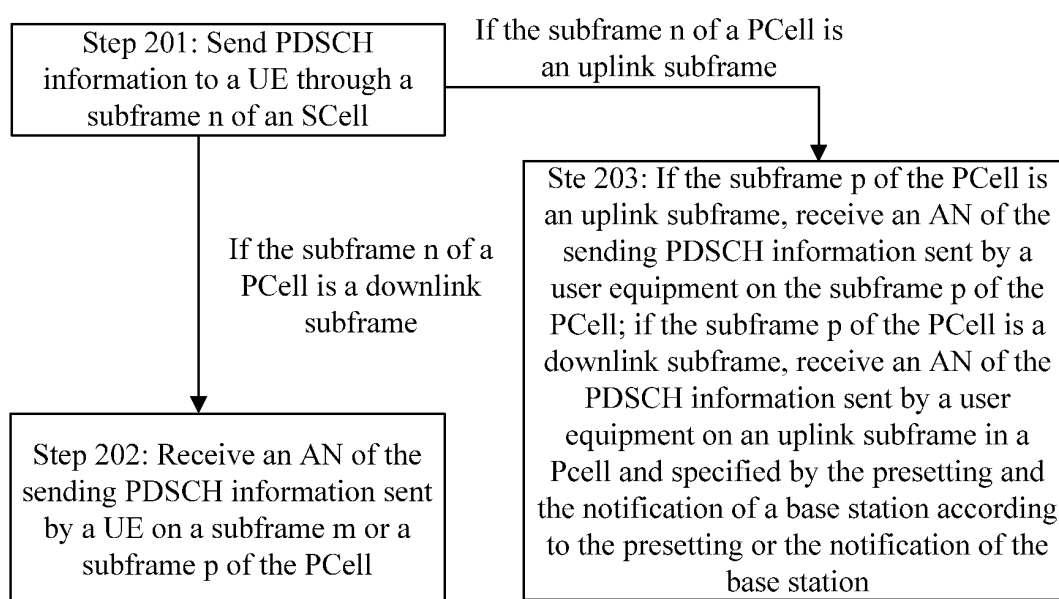 Step 201: Send PDSCH
information to a UE through a
subframe n of an SCell
If the subframe n of a PCell is
an uplink subframe
If the subframe n of a
PCell is a downlink
subframe
Ste 203: If the subframe p of the PCell is
an uplink subframe, receive an AN of the
sending PDSCH information sent by a
user equipment on the subframe p of the
PCell; if the subframe p of the PCell is a
downlink subframe, receive an AN of the
PDSCH information sent by a user
equipment on an uplink subframe in a
Pcell and specified by the presetting and
the notification of a base station according
to the presetting or the notification of the
base station
Step 202: Receive an AN of the
sending PDSCH information sent
by a UE on a subframe m or a
subframe p of the PCell